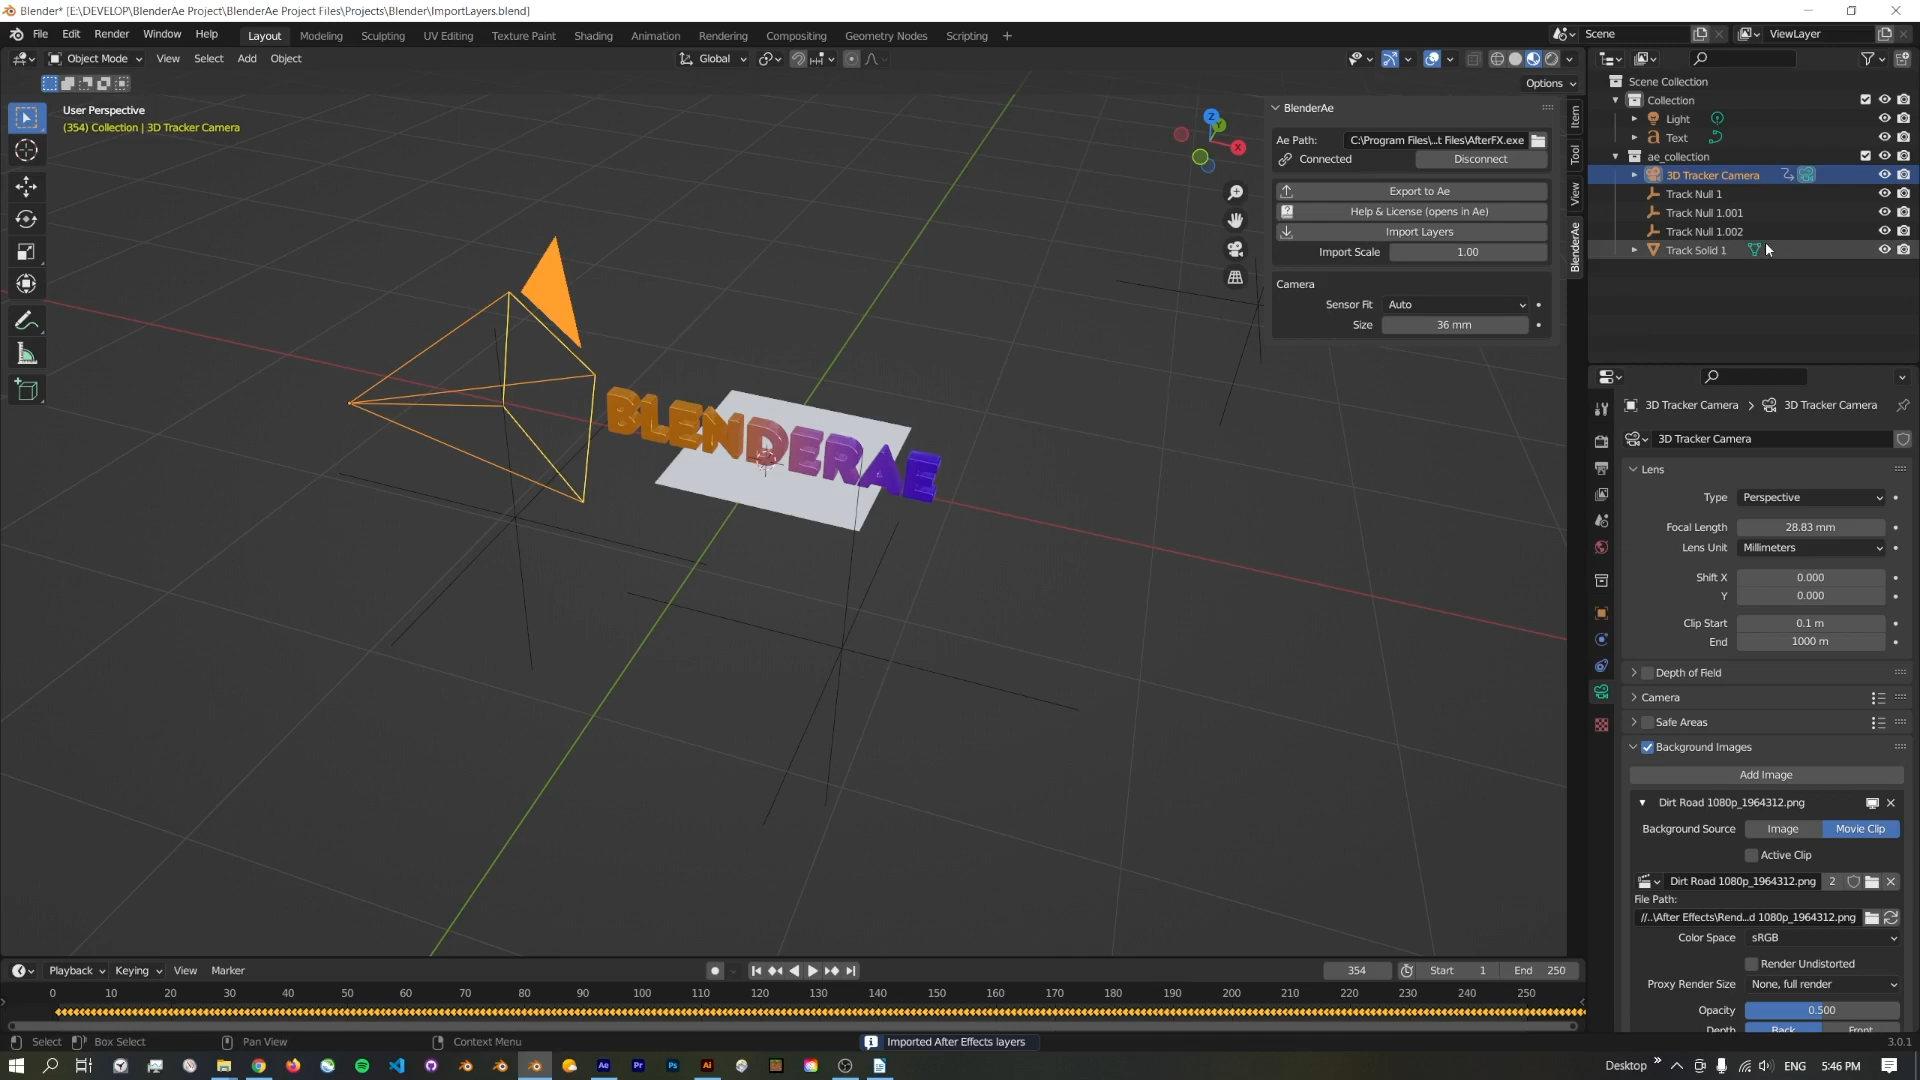 Blender* [E:\DEVELOP\BlenderAe Project\BlenderAe Project Files\Projects\Blender\ImportLayers.blend]
File Edit Render Window Help Layout Modeling Sculpting UV Editing Texture Paint Shading Animation Rendering Compositing Geometry Nodes Scripting + Scene ViewLayer
Object Mode View Select Add Object Global
Options
User Perspective
(354) Collection | 3D Tracker Camera
Z
Y
X
BLENDERAE
BlenderAe
Ae Path: C:\Program Files\...t Files\AfterFX.exe
Connected Disconnect
Export to Ae
Help & License (opens in Ae)
Import Layers
Import Scale 1.00
Camera
Sensor Fit Auto
Size 36 mm
Item
Tool
View
BlenderAe
Scene Collection
Collection
Light
Text
ae_collection
3D Tracker Camera
Track Null 1
Track Null 1.001
Track Null 1.002
Track Solid 1
3D Tracker Camera > 3D Tracker Camera
3D Tracker Camera
Lens
Type Perspective
Focal Length 28.83 mm
Lens Unit Millimeters
Shift X 0.000
Y 0.000
Clip Start 0.1 m
End 1000 m
Depth of Field
Camera
Safe Areas
Background Images
Add Image
Dirt Road 1080p_1964312.png
Background Source Image Movie Clip
Active Clip
Dirt Road 1080p_1964312.png 2
File Path:
//..\After Effects\Rend...d 1080p_1964312.png
Color Space sRGB
Render Undistorted
Proxy Render Size None, full render
Opacity 0.500
Depth Back Front
Playback Keying View Marker 354 Start 1 End 250
0 10 20 30 40 50 60 70 80 90 100 110 120 130 140 150 160 170 180 190 200 210 220 230 240 250
Select Box Select Pan View Context Menu Imported After Effects layers 3.0.1
Ae Pr Ps Ai Desktop ENG 5:46 PM